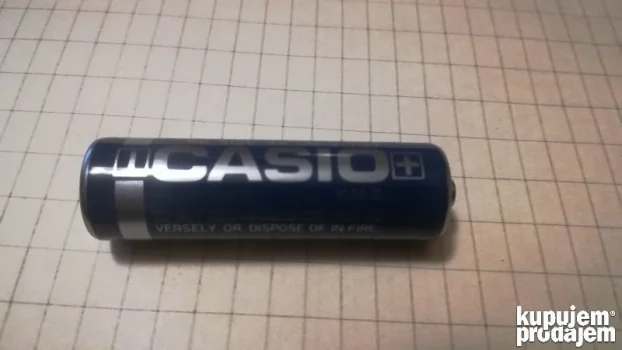 CASIO +
VERSELY OR DISPOSE OF IN FIRE.
kupujem
prodajem